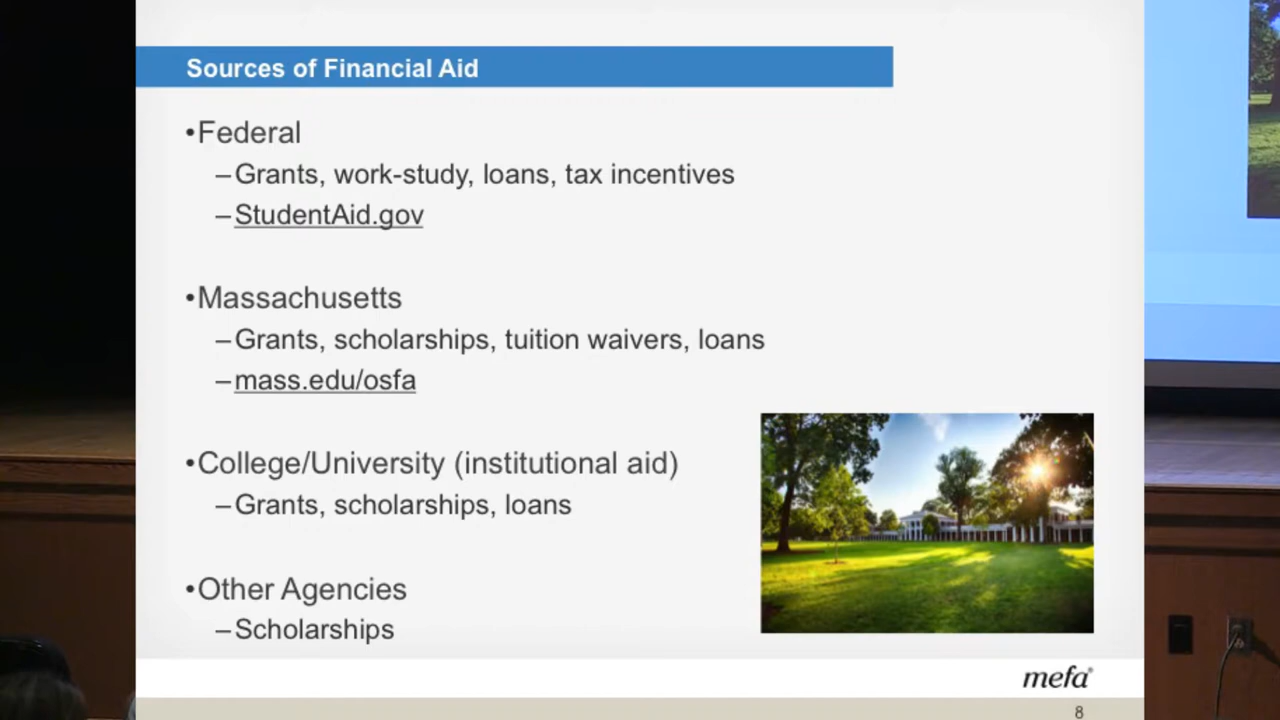 Sources of Financial Aid
•Federal
–Grants, work-study, loans, tax incentives
–StudentAid.gov
•Massachusetts
–Grants, scholarships, tuition waivers, loans
–mass.edu/osfa
•College/University (institutional aid)
–Grants, scholarships, loans
•Other Agencies
–Scholarships
mefa®
8